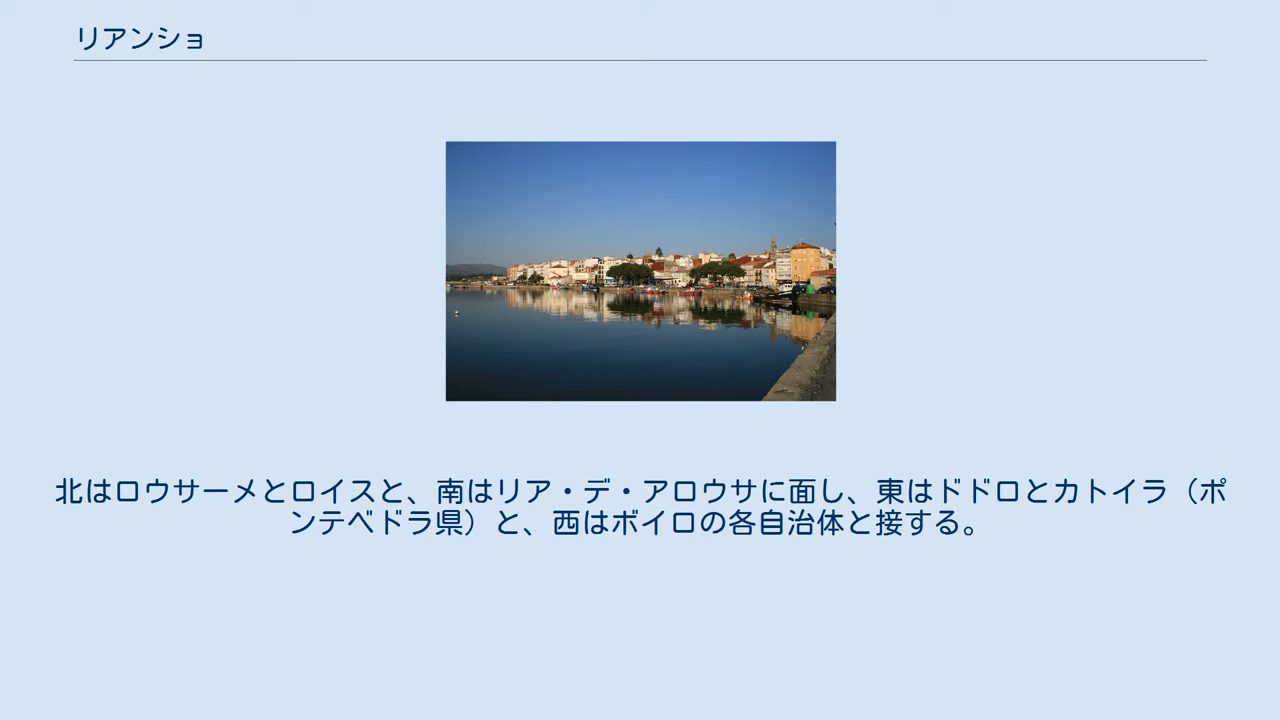 リアンショ
北はロウサーメとロイスと、南はリア・デ・アロウサに面し、東はドドロとカトイラ（ポ
ンテベドラ県）と、西はボイロの各自治体と接する。